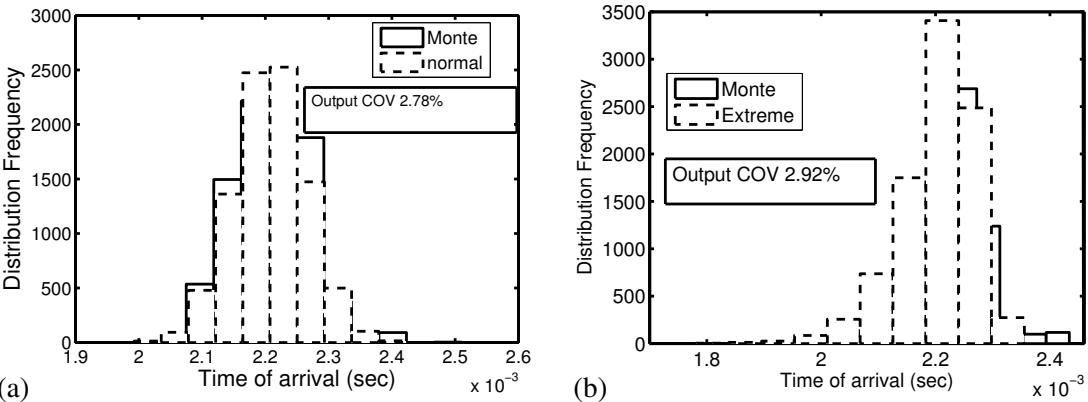 3000
2500
2000
1500
1000
500
0
Distribution Frequency
Monte
normal
Output COV 2.78%
1.9 2 2.1 2.2 2.3 2.4 2.5 2.6
Time of arrival (sec)
x 10⁻³
(a)
3500
3000
2500
2000
1500
1000
500
0
Distribution Frequency
Monte
Extreme
Output COV 2.92%
1.8 2 2.2 2.4
Time of arrival (sec)
x 10⁻³
(b)